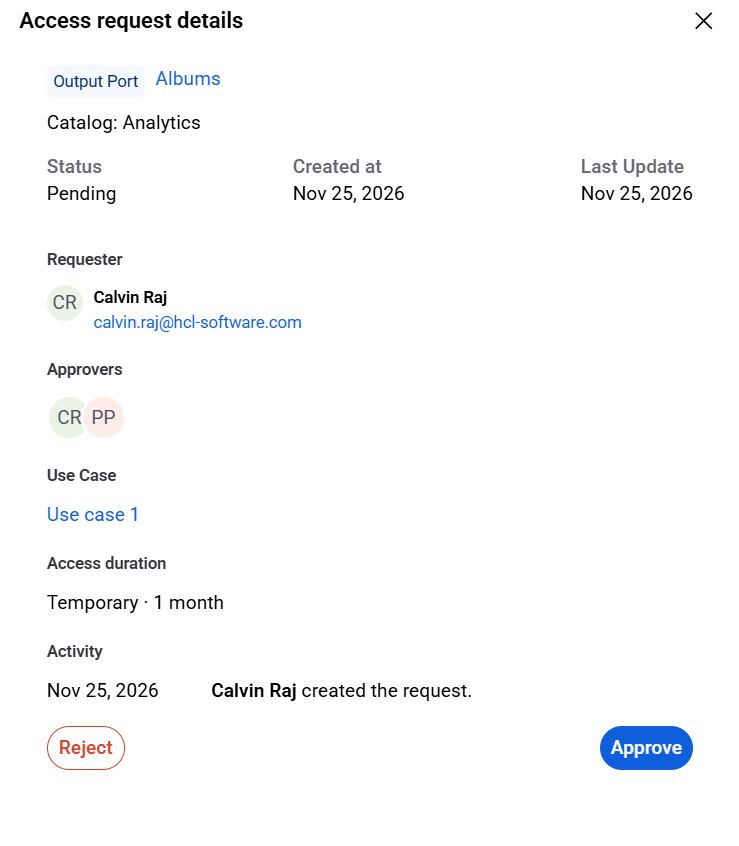 Access request details
Output Port Albums
Catalog: Analytics
Status Created at Last Update
Pending Nov 25, 2026 Nov 25, 2026
Requester
CR Calvin Raj
calvin.raj@hcl-software.com
Approvers
CR PP
Use Case
Use case 1
Access duration
Temporary · 1 month
Activity
Nov 25, 2026 Calvin Raj created the request.
Reject Approve